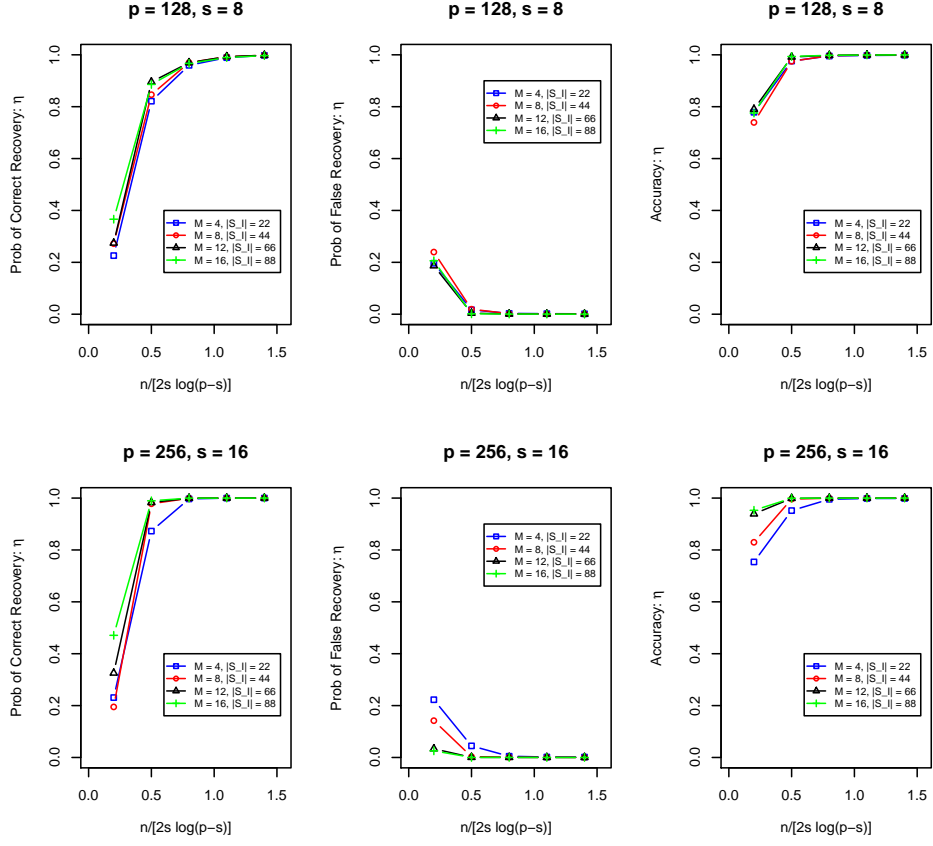 p = 128, s = 8
Prob of Correct Recovery: η
1.0
0.8
0.6
0.4
0.2
0.0
M = 4, |S_I| = 22
M = 8, |S_I| = 44
M = 12, |S_I| = 66
M = 16, |S_I| = 88
0.0 0.5 1.0 1.5
n/[2s log(p−s)]
p = 128, s = 8
Prob of False Recovery: η
1.0
0.8
0.6
0.4
0.2
0.0
M = 4, |S_I| = 22
M = 8, |S_I| = 44
M = 12, |S_I| = 66
M = 16, |S_I| = 88
0.0 0.5 1.0 1.5
n/[2s log(p−s)]
p = 128, s = 8
Accuracy: η
1.0
0.8
0.6
0.4
0.2
0.0
M = 4, |S_I| = 22
M = 8, |S_I| = 44
M = 12, |S_I| = 66
M = 16, |S_I| = 88
0.0 0.5 1.0 1.5
n/[2s log(p−s)]
p = 256, s = 16
Prob of Correct Recovery: η
1.0
0.8
0.6
0.4
0.2
0.0
M = 4, |S_I| = 22
M = 8, |S_I| = 44
M = 12, |S_I| = 66
M = 16, |S_I| = 88
0.0 0.5 1.0 1.5
n/[2s log(p−s)]
p = 256, s = 16
Prob of False Recovery: η
1.0
0.8
0.6
0.4
0.2
0.0
M = 4, |S_I| = 22
M = 8, |S_I| = 44
M = 12, |S_I| = 66
M = 16, |S_I| = 88
0.0 0.5 1.0 1.5
n/[2s log(p−s)]
p = 256, s = 16
Accuracy: η
1.0
0.8
0.6
0.4
0.2
0.0
M = 4, |S_I| = 22
M = 8, |S_I| = 44
M = 12, |S_I| = 66
M = 16, |S_I| = 88
0.0 0.5 1.0 1.5
n/[2s log(p−s)]